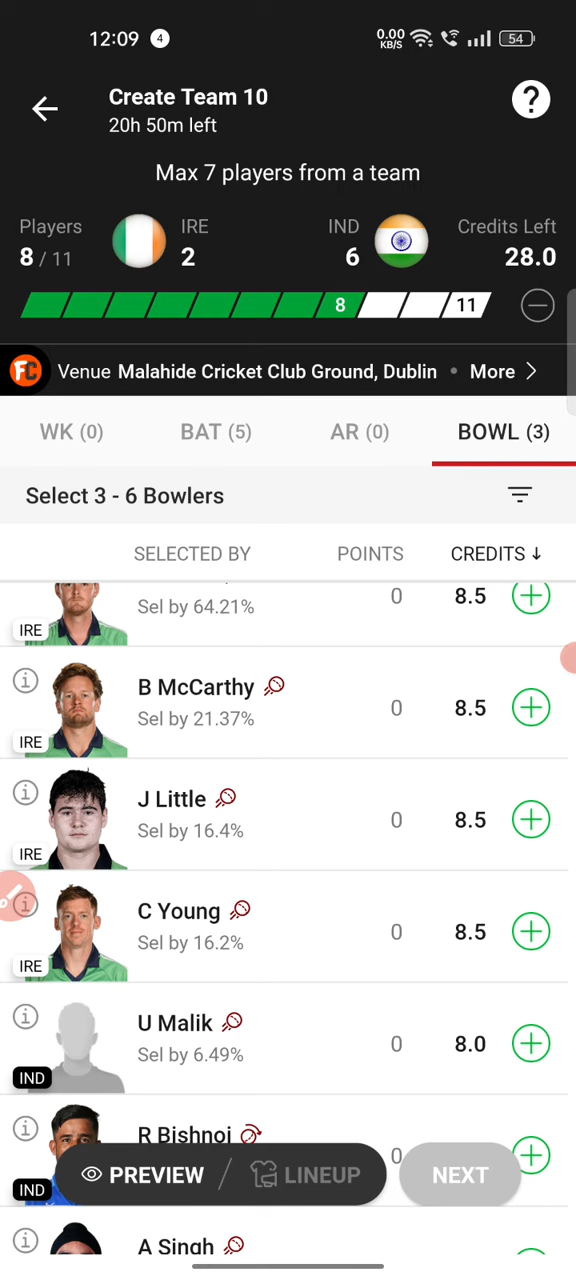 12:09 4 0.00 KB/S 54
Create Team 10
20h 50m left
?
Max 7 players from a team
Players IRE IND Credits Left
8 / 11 2 6 28.0
8 11
FC Venue Malahide Cricket Club Ground, Dublin • More
WK (0) BAT (5) AR (0) BOWL (3)
Select 3 - 6 Bowlers
SELECTED BY POINTS CREDITS ↓
Sel by 64.21% 0 8.5
IRE
B McCarthy
Sel by 21.37% 0 8.5
IRE
J Little
Sel by 16.4% 0 8.5
IRE
C Young
Sel by 16.2% 0 8.5
IRE
U Malik
Sel by 6.49% 0 8.0
IND
R Bishnoi
0
IND
PREVIEW LINEUP NEXT
A Singh